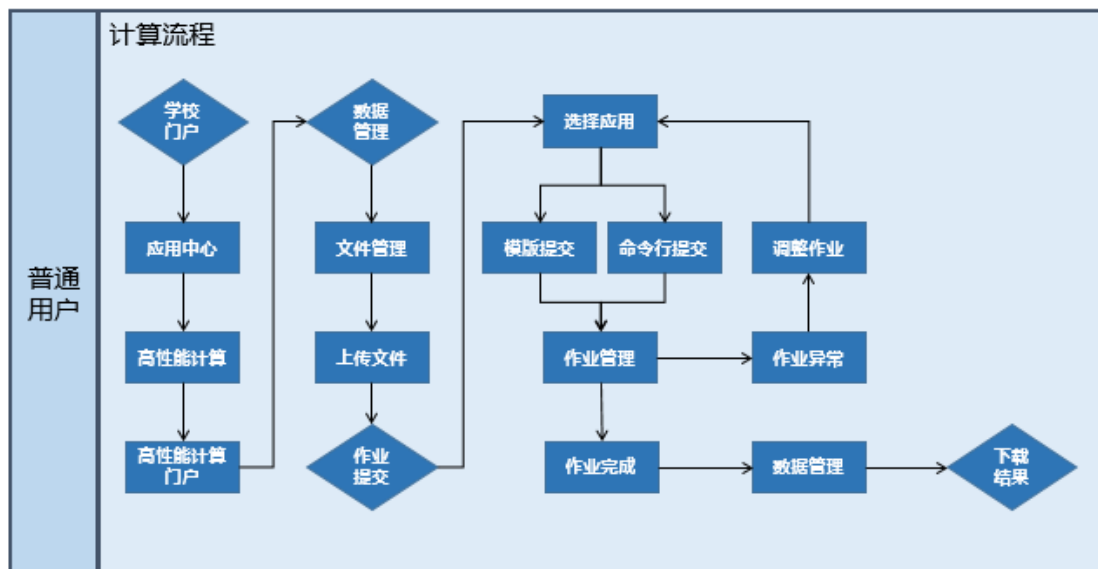 计算流程
普通
用户
学校
门户
应用中心
高性能计算
高性能计算
门户
数据
管理
文件管理
上传文件
作业
提交
选择应用
模版提交
命令行提交
作业管理
作业异常
调整作业
作业完成
数据管理
下载
结果